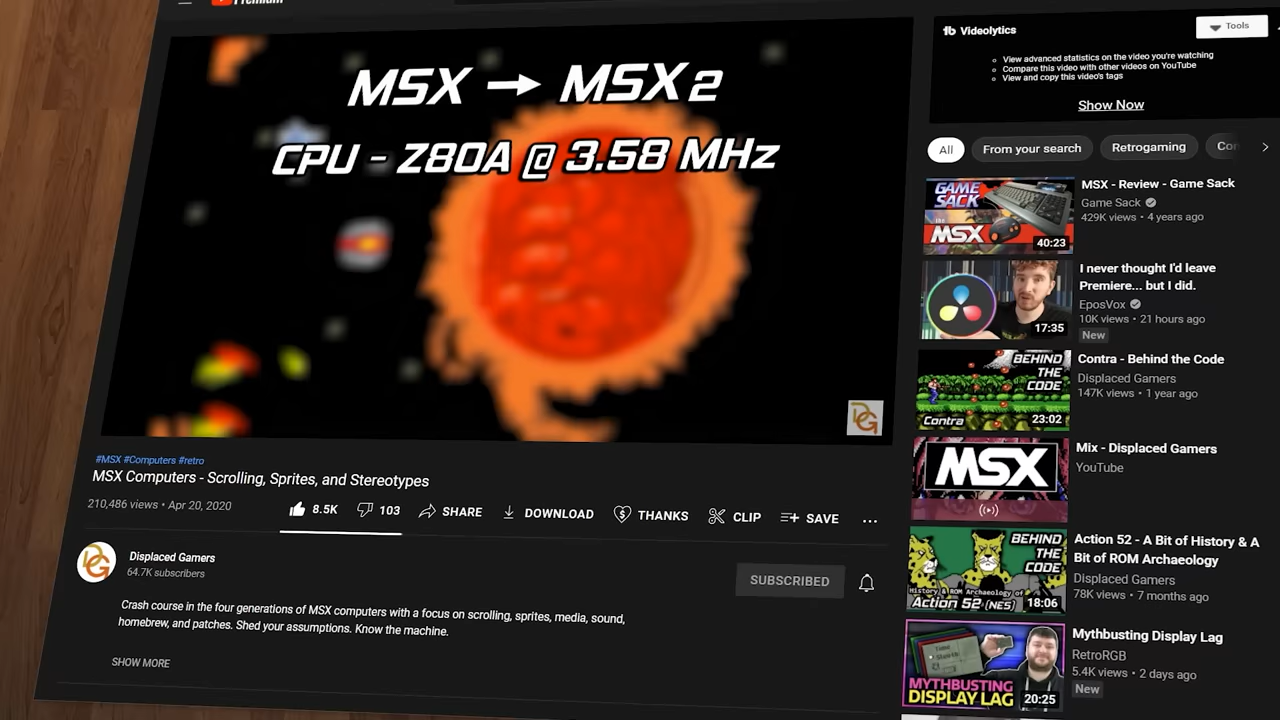 Premium
MSX → MSX2
CPU - Z80A @ 3.58 MHz
DG
#MSX #Computers #retro
MSX Computers - Scrolling, Sprites, and Stereotypes
210,486 views • Apr 20, 2020
8.5K
103
SHARE
DOWNLOAD
THANKS
CLIP
SAVE
...
DG
Displaced Gamers
64.7K subscribers
SUBSCRIBED
Crash course in the four generations of MSX computers with a focus on scrolling, sprites, media, sound,
homebrew, and patches. Shed your assumptions. Know the machine.
SHOW MORE
fb Videolytics
Tools
View advanced statistics on the video you're watching
Compare this video with other videos on YouTube
View and copy this video's tags
Show Now
All
From your search
Retrogaming
GAME
SACK
the
MSX
40:23
MSX - Review - Game Sack
Game Sack
429K views • 4 years ago
17:35
I never thought I'd leave
Premiere... but I did.
EposVox
10K views • 21 hours ago
New
BEHIND
THE
CODE
Contra
23:02
Contra - Behind the Code
Displaced Gamers
147K views • 1 year ago
MSX
Mix - Displaced Gamers
YouTube
BEHIND
THE
CODE
History & ROM Archaeology of
Action 52 (NES)
18:06
Action 52 - A Bit of History & A
Bit of ROM Archaeology
Displaced Gamers
78K views • 7 months ago
MYTHBUSTING
DISPLAY LAG
20:25
Mythbusting Display Lag
RetroRGB
5.4K views • 2 days ago
New